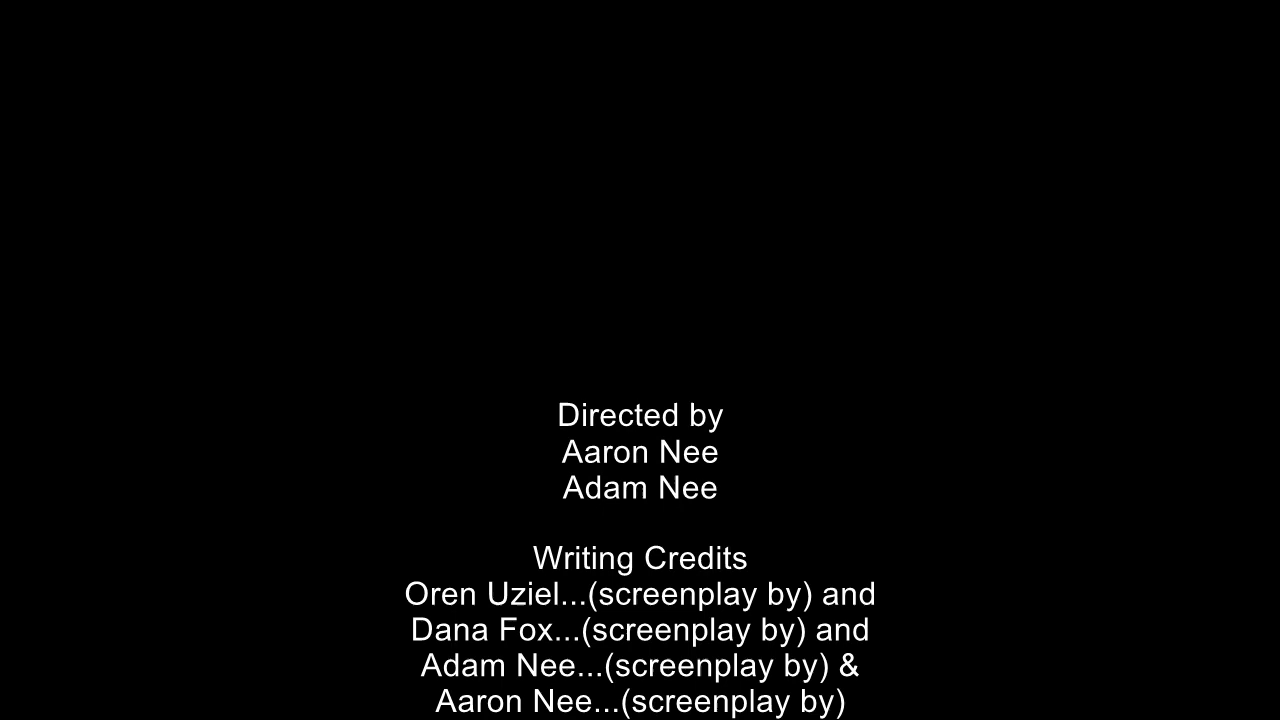 Directed by
Aaron Nee
Adam Nee
Writing Credits
Oren Uziel...(screenplay by) and
Dana Fox...(screenplay by) and
Adam Nee...(screenplay by) &
Aaron Nee...(screenplay by)